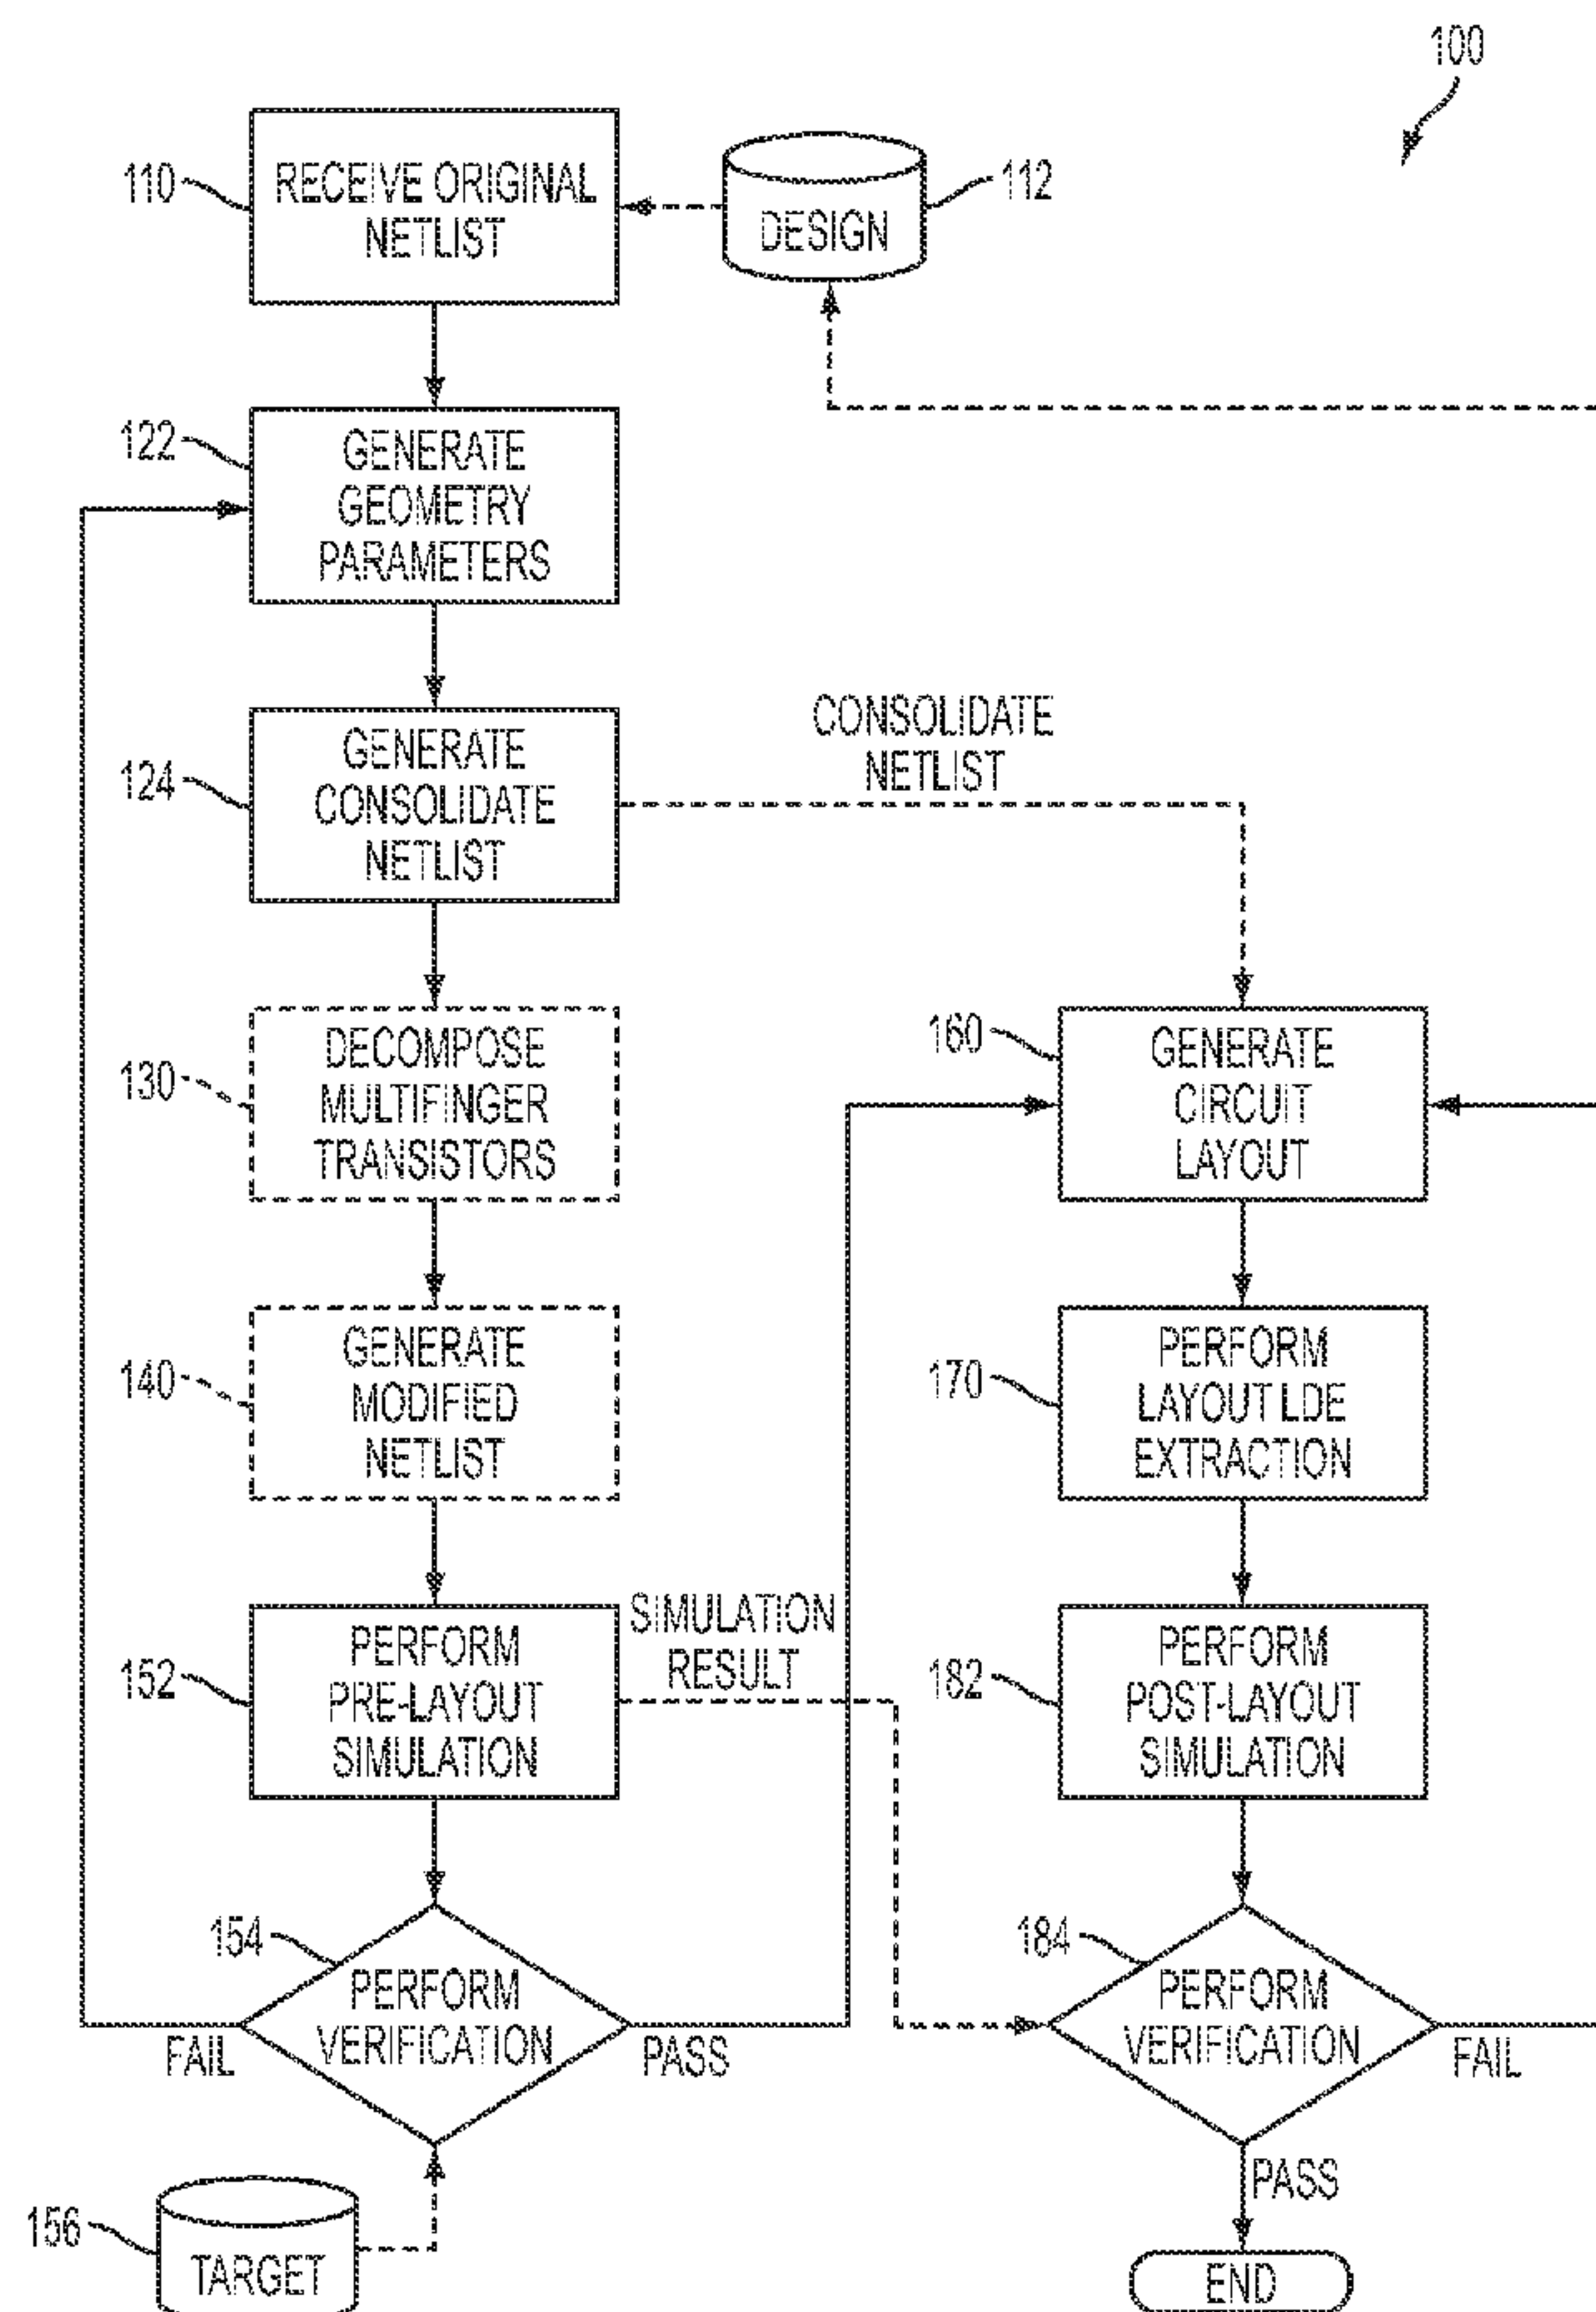 100
110
RECEIVE ORIGINAL
NETLIST
DESIGN
112
122
GENERATE
GEOMETRY
PARAMETERS
124
GENERATE
CONSOLIDATE
NETLIST
CONSOLIDATE
NETLIST
130
DECOMPOSE
MULTIFINGER
TRANSISTORS
160
GENERATE
CIRCUIT
LAYOUT
140
GENERATE
MODIFIED
NETLIST
170
PERFORM
LAYOUT LDE
EXTRACTION
152
PERFORM
PRE-LAYOUT
SIMULATION
SIMULATION
RESULT
182
PERFORM
POST-LAYOUT
SIMULATION
154
PERFORM
VERIFICATION
FAIL
PASS
184
PERFORM
VERIFICATION
FAIL
PASS
156
TARGET
END